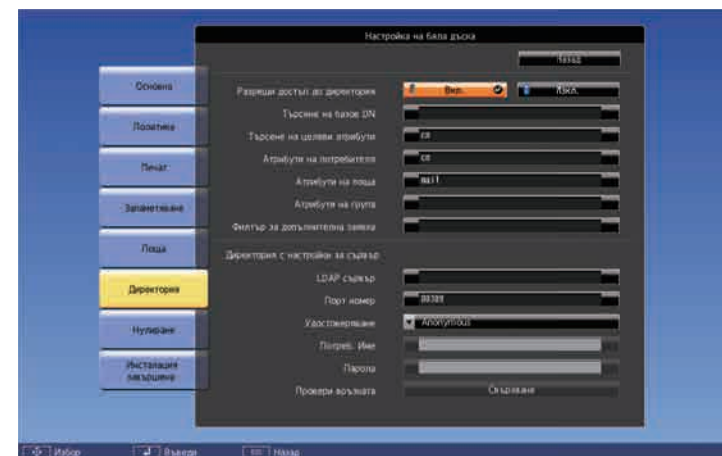 Настройка на бяла дъска
Назад
Основна
Политика
Печат
Запаметяване
Поща
Директория
Нулиране
Инсталация завършена
Разреши достъп до директория
Вкл.
Изкл.
Търсене на базов DN
Търсене на целеви атрибути
cn
Атрибути на потребителя
cn
Атрибути на поща
mail
Атрибути на група
Филтър за допълнителна заявка
Директория с настройки за сървър
LDAP сървър
Порт номер
Удостоверяване
Anonymous
Потреб. Име
Парола
Провери връзката
Свързване
Избор
Въведи
Назад